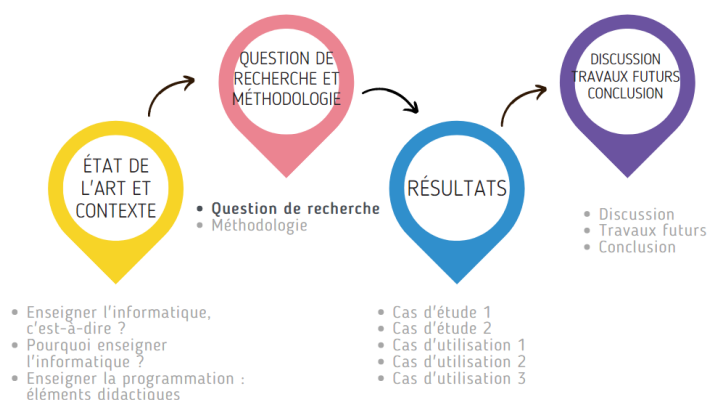 ÉTAT DE
L'ART ET
CONTEXTE
• Enseigner l'informatique,
c'est-à-dire ?
• Pourquoi enseigner
l'informatique ?
• Enseigner la programmation :
éléments didactiques
QUESTION DE
RECHERCHE ET
MÉTHODOLOGIE
• Question de recherche
• Méthodologie
RÉSULTATS
• Cas d'étude 1
• Cas d'étude 2
• Cas d'utilisation 1
• Cas d'utilisation 2
• Cas d'utilisation 3
DISCUSSION
TRAVAUX FUTURS
CONCLUSION
• Discussion
• Travaux futurs
• Conclusion